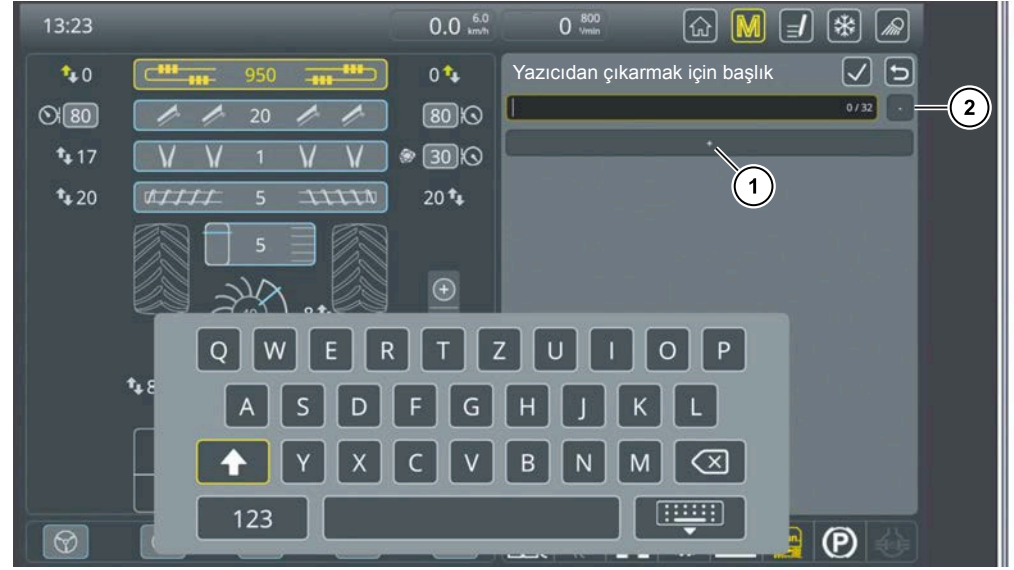 13:23 0.0 6.0 km/h 0 800 1/min M
0 950 0
80 20 80
17 1 30
20 5 20
5
8
Yazıcıdan çıkarmak için başlık
0 / 32 -
+
2
1
Q W E R T Z U I O P
A S D F G H J K L
Y X C V B N M
123
P